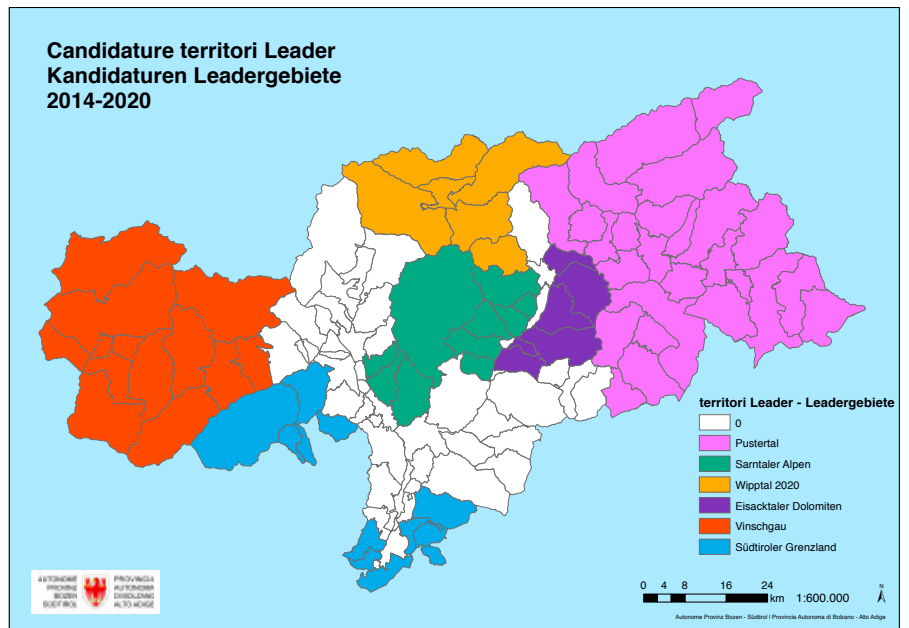 Candidature territori Leader
Kandidaturen Leadergebiete
2014-2020
territori Leader - Leadergebiete
0
Pustertal
Sarntaler Alpen
Wipptal 2020
Eisacktaler Dolomiten
Vinschgau
Südtiroler Grenzland
AUTONOME
PROVINZ
BOZEN
SÜDTIROL
PROVINCIA
AUTONOMA
DI BOLZANO
ALTO ADIGE
0 4 8 16 24
km
1:600.000
N
Autonome Provinz Bozen - Südtirol | Provincia Autonoma di Bolzano - Alto Adige